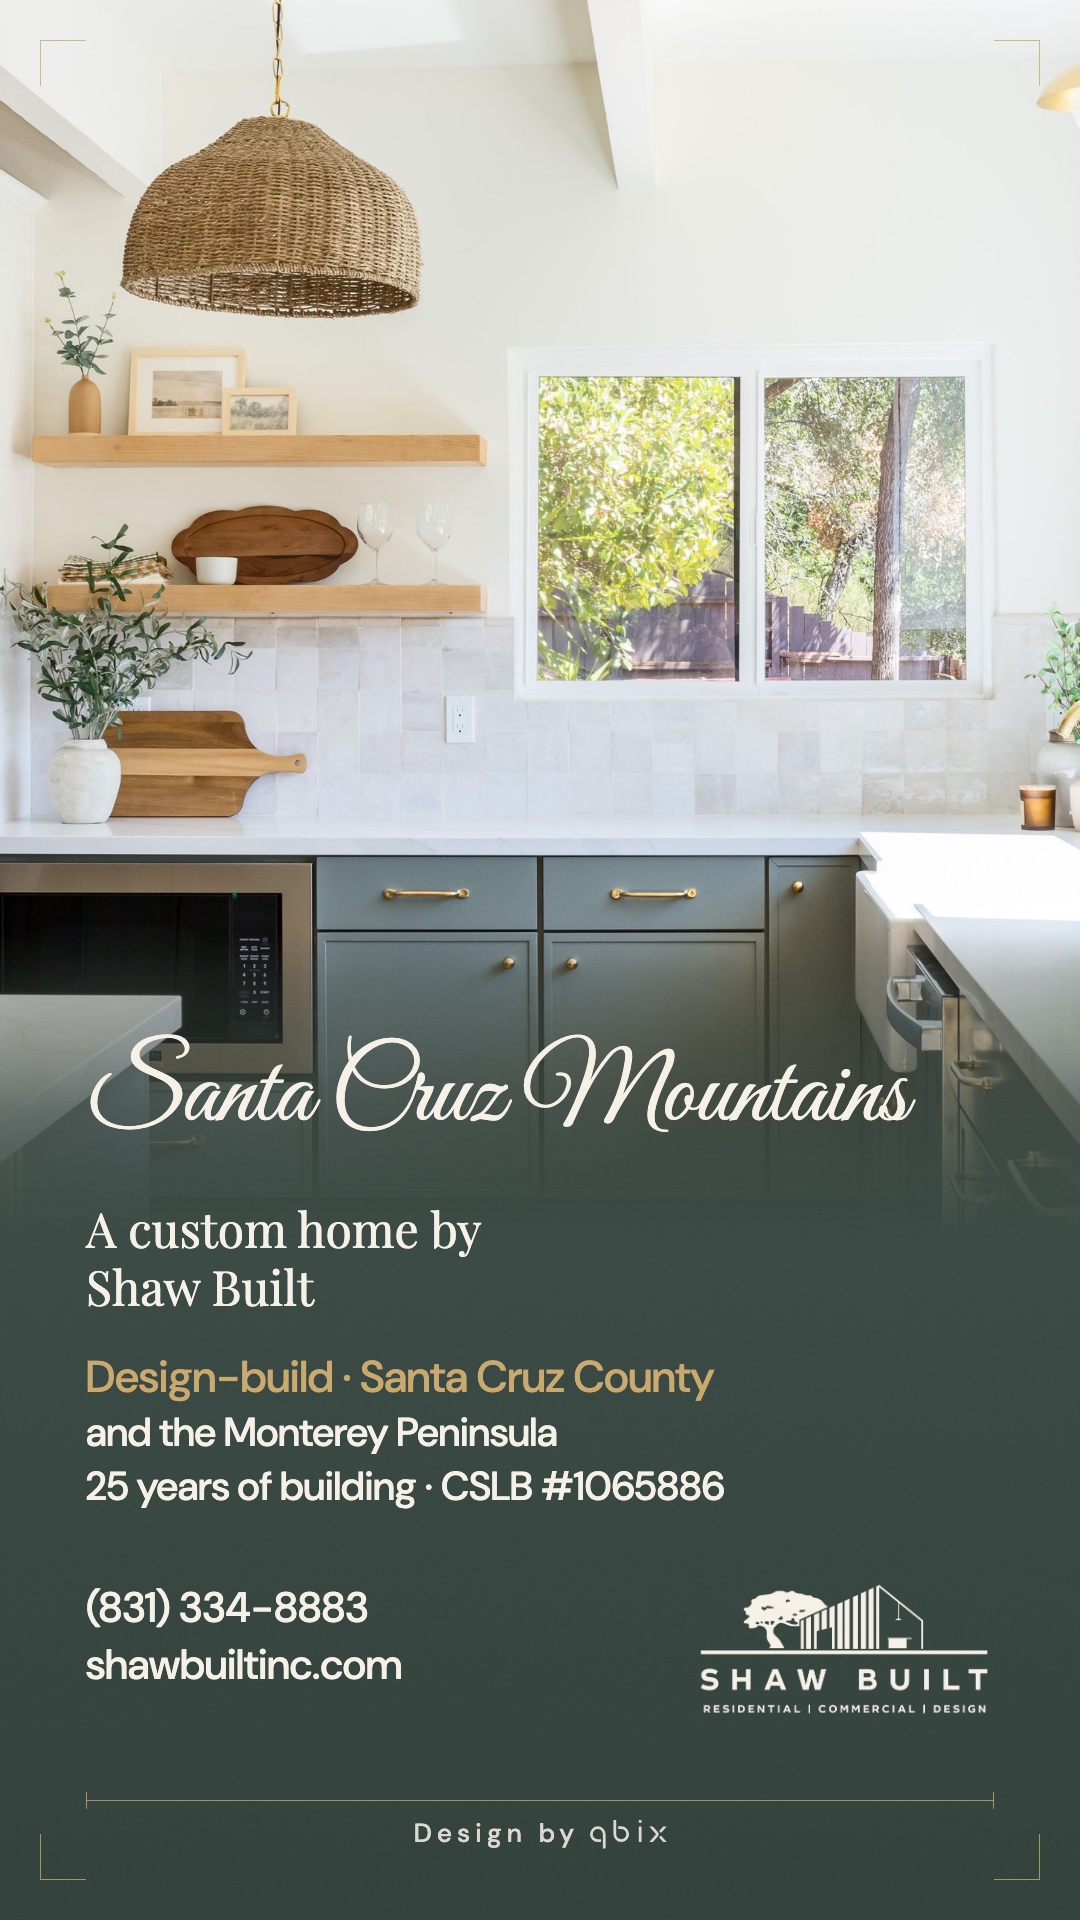 Santa Cruz Mountains
A custom home by
Shaw Built
Design-build · Santa Cruz County
and the Monterey Peninsula
25 years of building · CSLB #1065886
(831) 334-8883
shawbuiltinc.com
SHAW BUILT
RESIDENTIAL | COMMERCIAL | DESIGN
Design by qbix